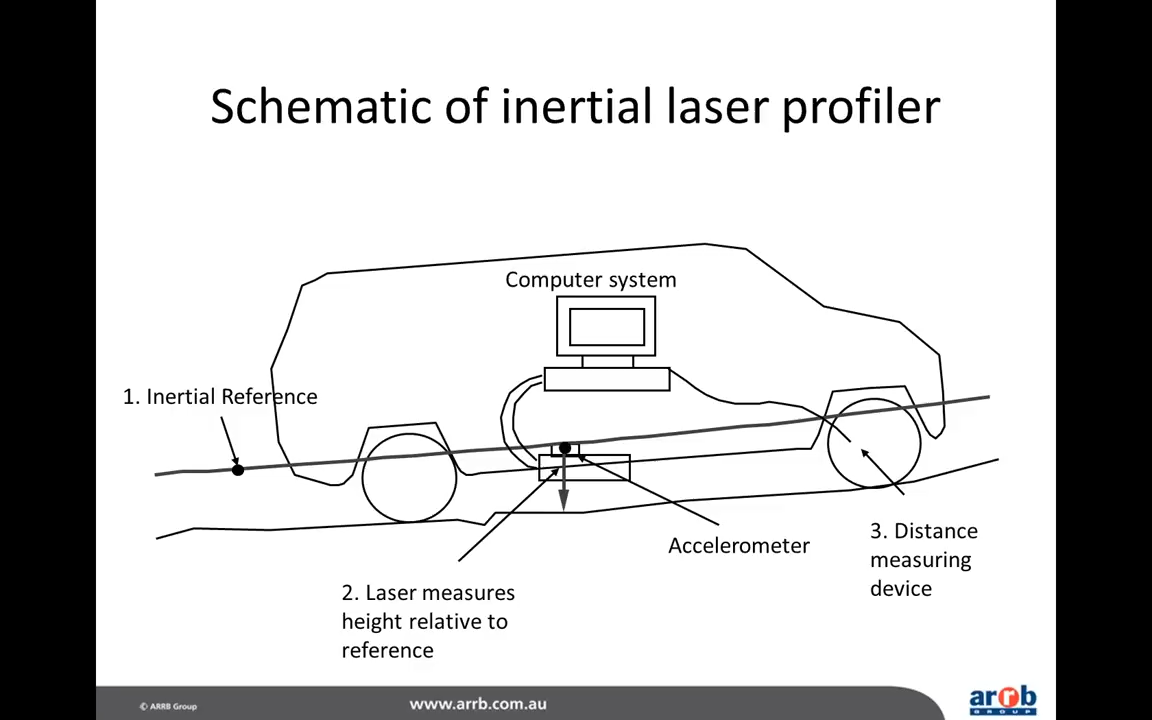 Schematic of inertial laser profiler
Computer system
1. Inertial Reference
Accelerometer
3. Distance
measuring
device
2. Laser measures
height relative to
reference
© ARRB Group
www.arrb.com.au
arrb
GROUP